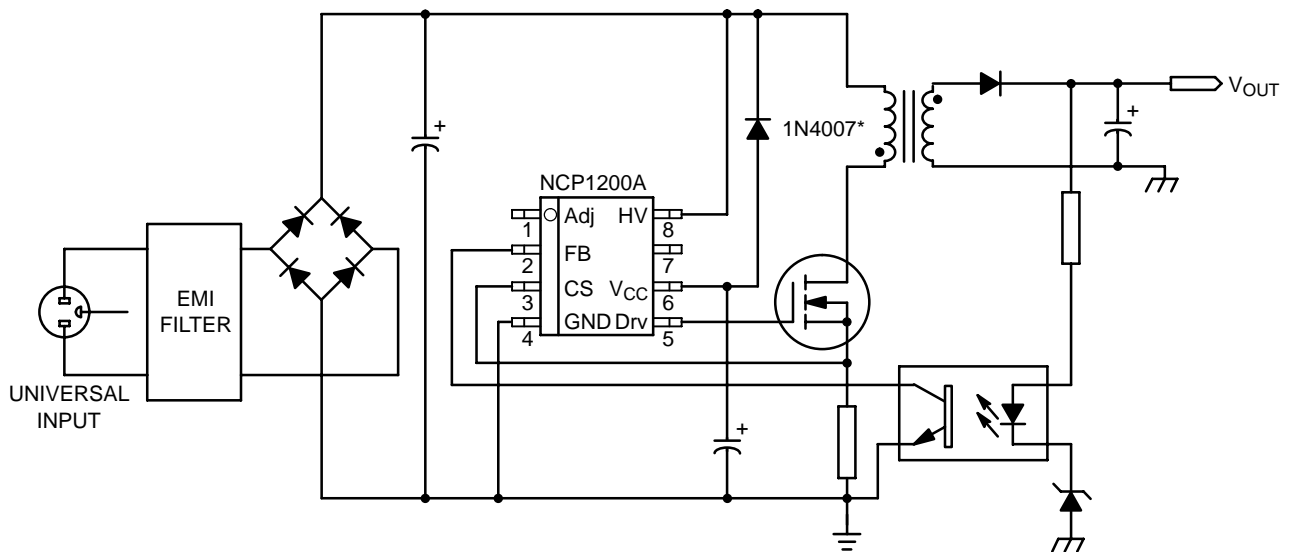 V_OUT
1N4007*
NCP1200A
Adj HV
1 8
FB
2 7
CS V_CC
3 6
GND Drv
4 5
EMI
FILTER
UNIVERSAL
INPUT
+
+
+